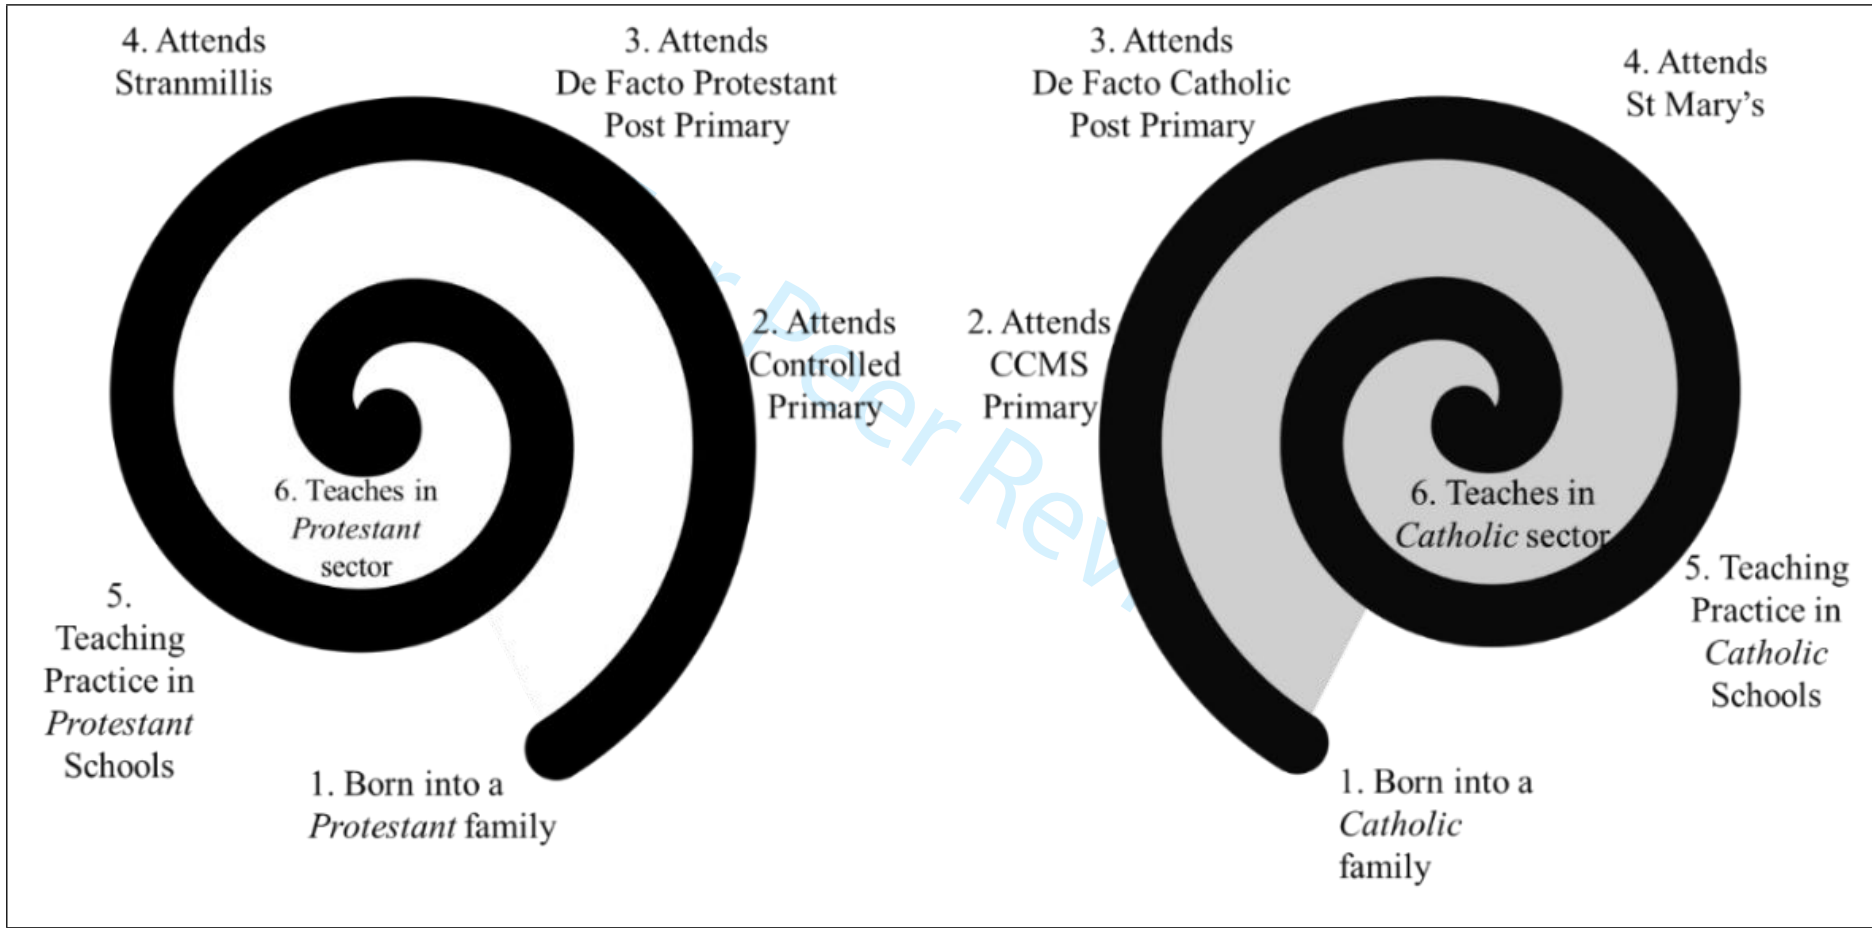 4. Attends
Stranmillis
3. Attends
De Facto Protestant
Post Primary
2. Attends
Controlled
Primary
6. Teaches in
Protestant
sector
5.
Teaching
Practice in
Protestant
Schools
1. Born into a
Protestant family
3. Attends
De Facto Catholic
Post Primary
4. Attends
St Mary's
2. Attends
CCMS
Primary
6. Teaches in
Catholic sector
5. Teaching
Practice in
Catholic
Schools
1. Born into a
Catholic
family
r Peer Rev